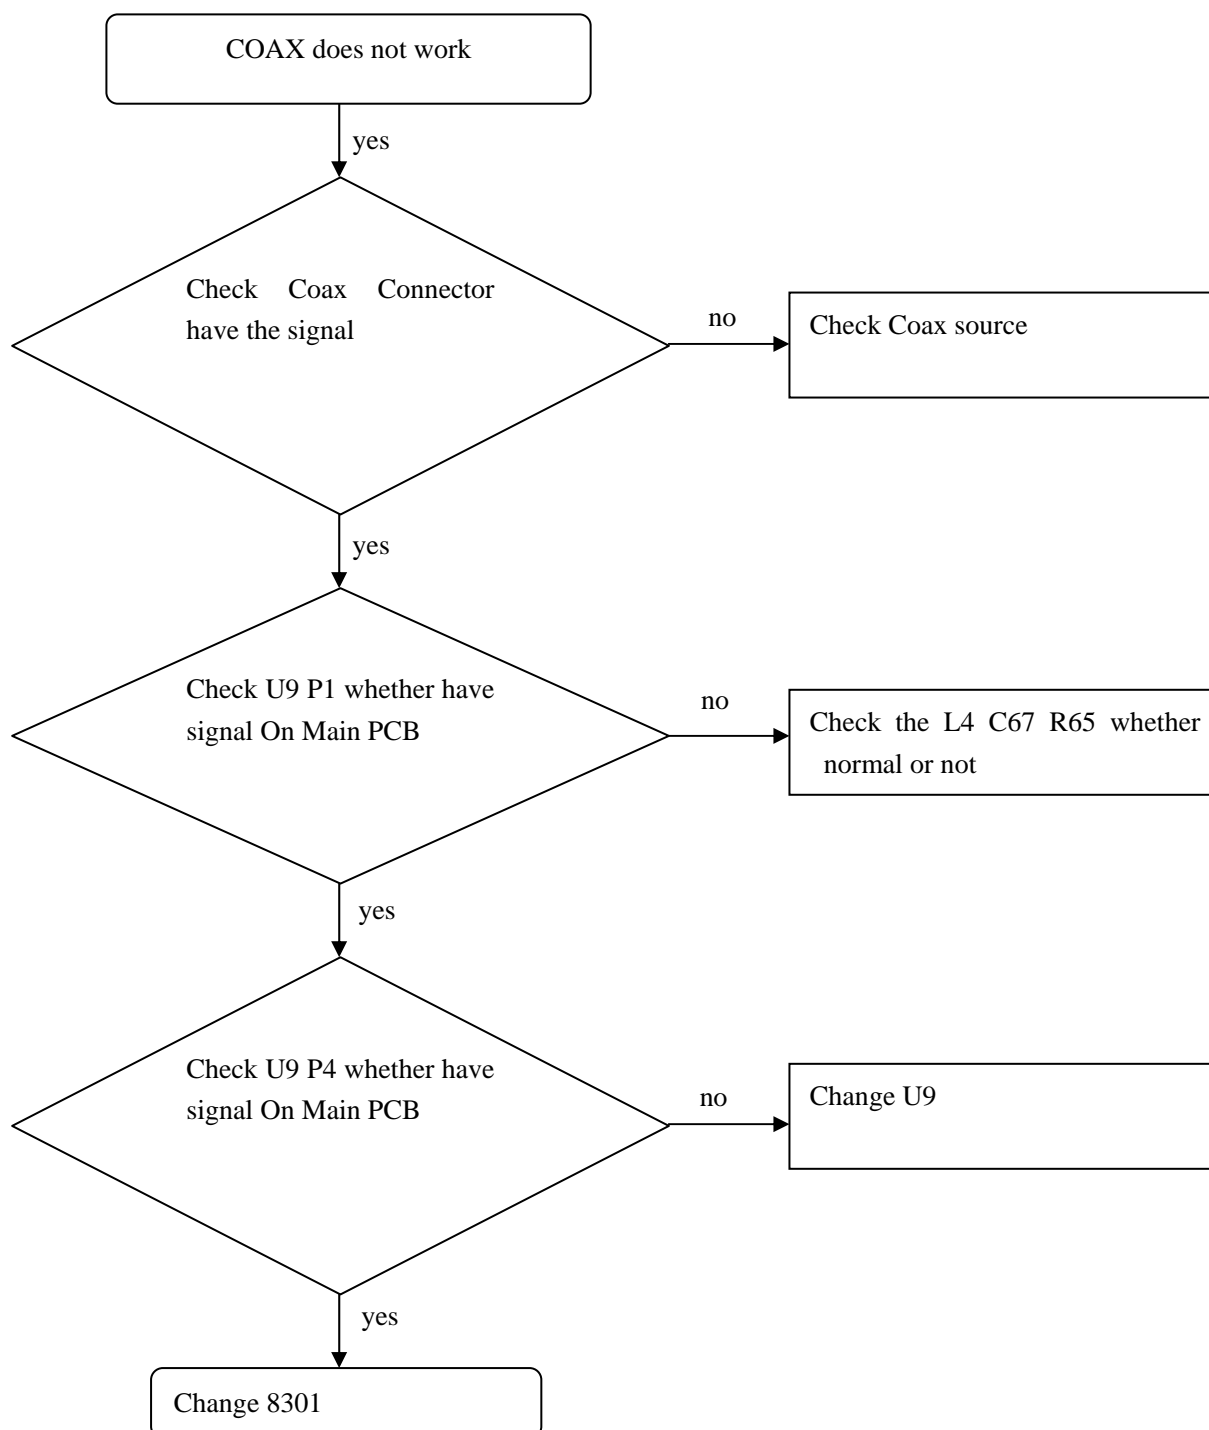 COAX does not work
yes
Check Coax Connector
have the signal
no
Check Coax source
yes
Check U9 P1 whether have
signal On Main PCB
no
Check the L4 C67 R65 whether
normal or not
yes
Check U9 P4 whether have
signal On Main PCB
no
Change U9
yes
Change 8301